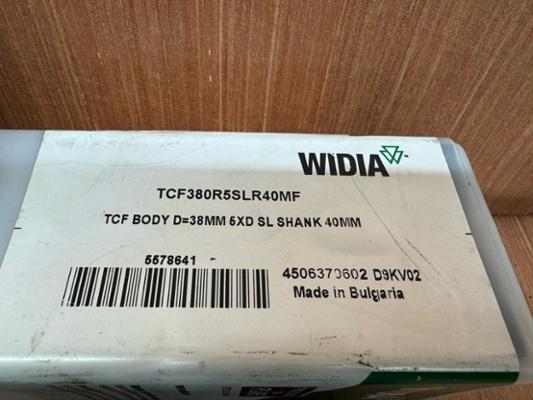 WIDIA
TCF380R5SLR40MF
TCF BODY D=38MM 5XD SL SHANK 40MM
5578641
4506370602 D9KV02
Made in Bulgaria